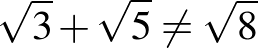 √3 + √5 ≠ √8